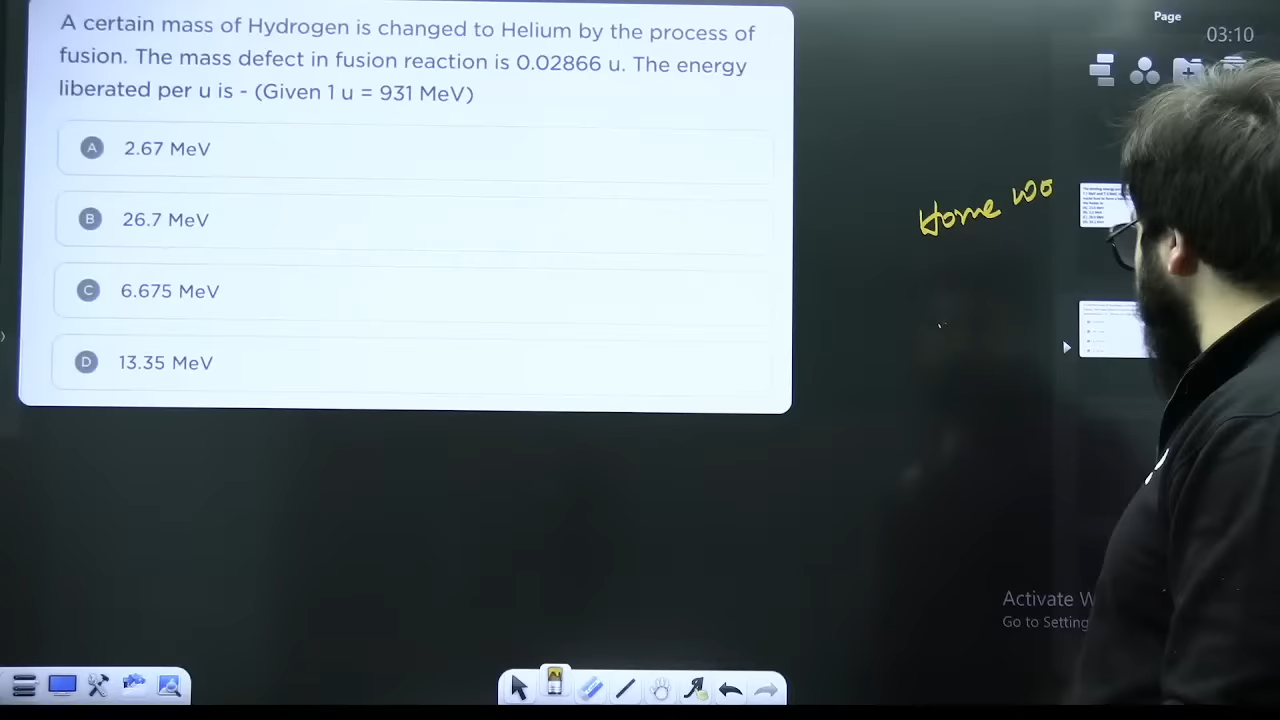 A certain mass of Hydrogen is changed to Helium by the process of
fusion. The mass defect in fusion reaction is 0.02866 u. The energy
liberated per u is - (Given 1 u = 931 MeV)
A 2.67 MeV
B 26.7 MeV
C 6.675 MeV
D 13.35 MeV
Home wo
Page
03:10
Activate W
Go to Setting